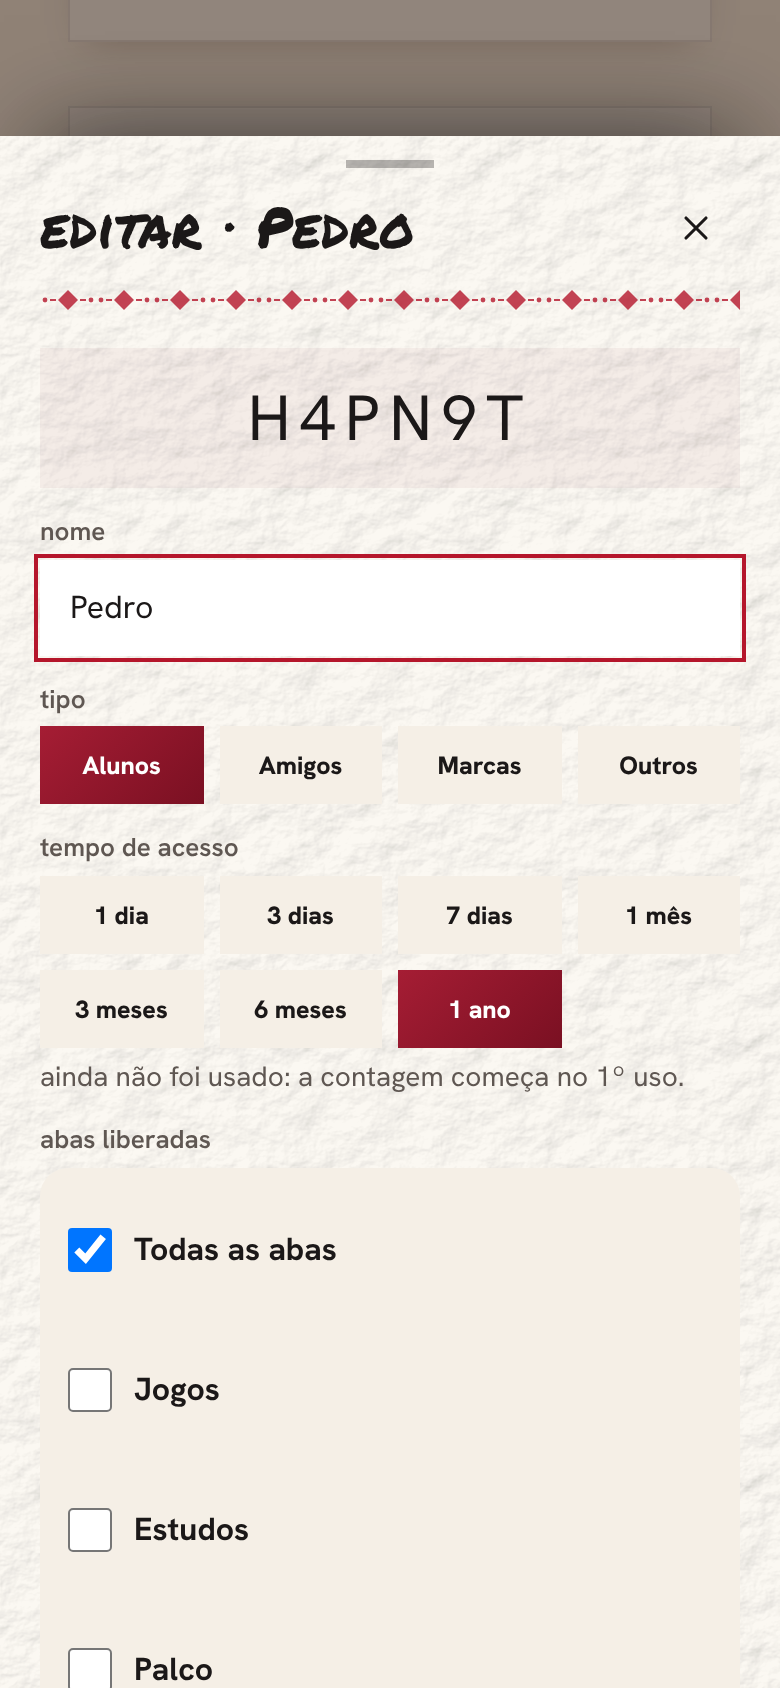 EDITAR · PEDRO
H4PN9T
nome
Pedro
tipo
Alunos Amigos Marcas Outros
tempo de acesso
1 dia 3 dias 7 dias 1 mês
3 meses 6 meses 1 ano
ainda não foi usado: a contagem começa no 1º uso.
abas liberadas
Todas as abas
Jogos
Estudos
Palco